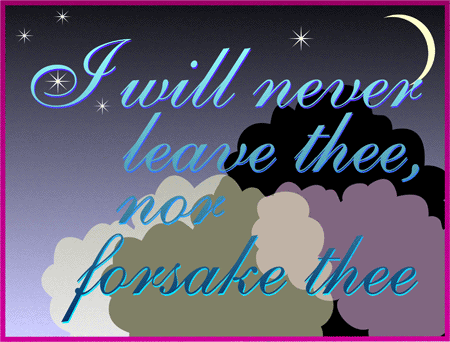 I will never
leave thee,
nor
forsake thee